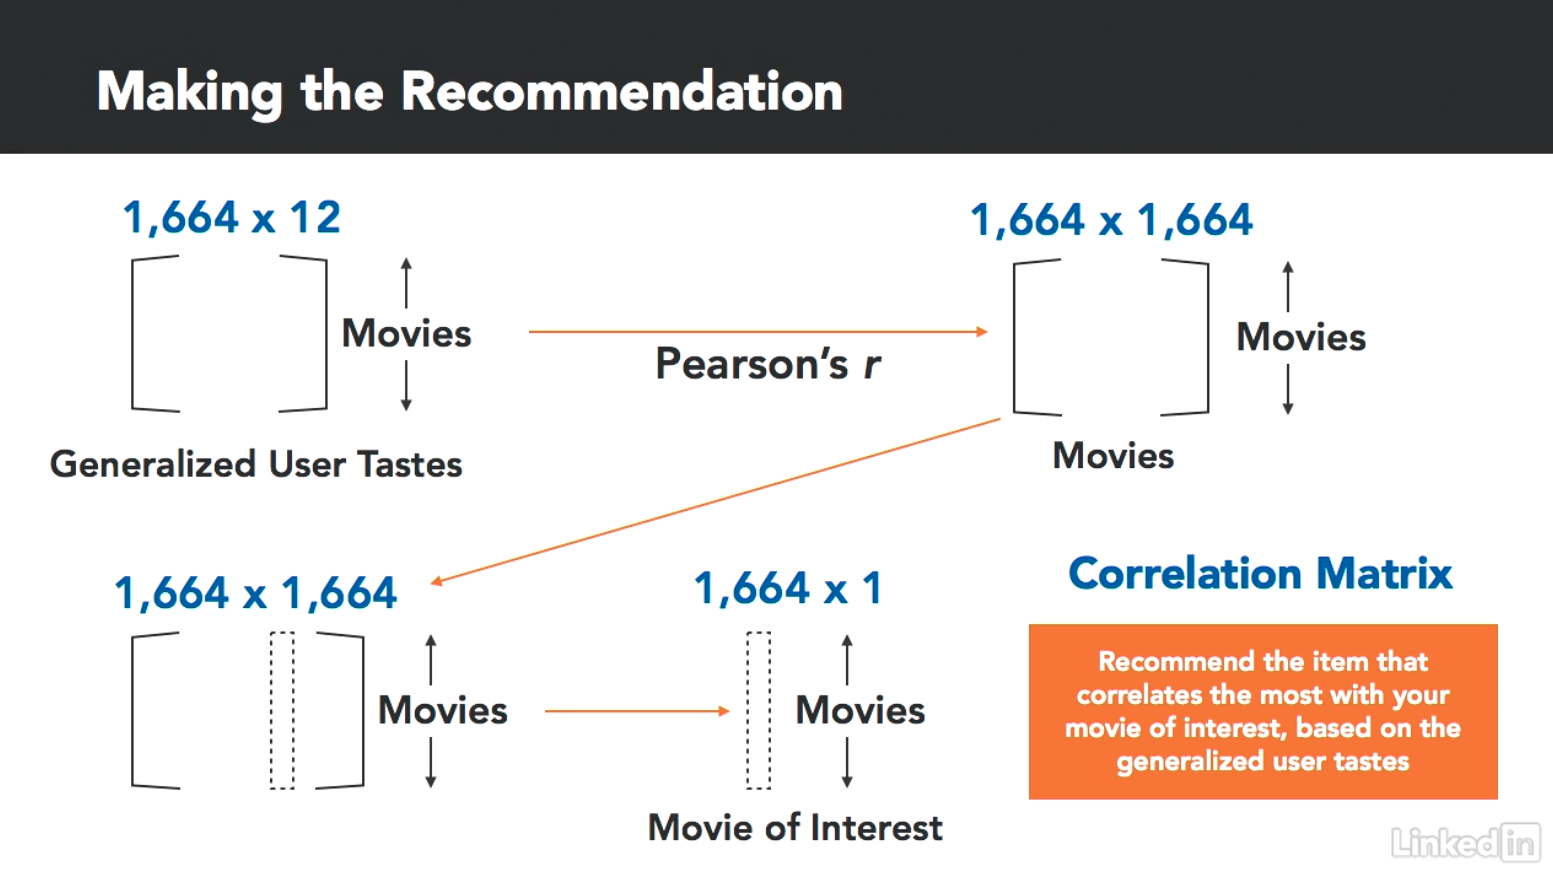 Making the Recommendation
1,664 x 12
Movies
Generalized User Tastes
Pearson's r
1,664 x 1,664
Movies
Movies
1,664 x 1,664
Movies
1,664 x 1
Movies
Movie of Interest
Correlation Matrix
Recommend the item that
correlates the most with your
movie of interest, based on the
generalized user tastes
Linked in